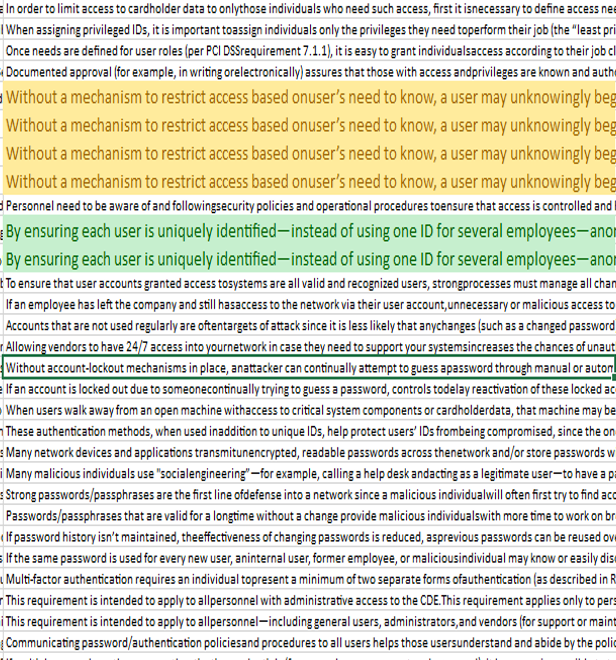 In order to limit access to cardholder data to onlythose individuals who need such access, first it isnecessary to define access nee
When assigning privileged IDs, it is important toassign individuals only the privileges they need toperform their job (the "least pri
Once needs are defined for user roles (per PCI DSSrequirement 7.1.1), it is easy to grant individualsaccess according to their job cl
Documented approval (for example, in writing orelectronically) assures that those with access andprivileges are known and autho
Without a mechanism to restrict access based onuser's need to know, a user may unknowingly beg
Without a mechanism to restrict access based onuser's need to know, a user may unknowingly beg
Without a mechanism to restrict access based onuser's need to know, a user may unknowingly beg
Without a mechanism to restrict access based onuser's need to know, a user may unknowingly beg
Personnel need to be aware of and followingsecurity policies and operational procedures toensure that access is controlled and l
By ensuring each user is uniquely identified—instead of using one ID for several employees—anor
By ensuring each user is uniquely identified—instead of using one ID for several employees—anor
To ensure that user accounts granted access tosystems are all valid and recognized users, strongprocesses must manage all chan
If an employee has left the company and still hasaccess to the network via their user account,unnecessary or malicious access to
Accounts that are not used regularly are oftentargets of attack since it is less likely that anychanges (such as a changed password
Allowing vendors to have 24/7 access into yournetwork in case they need to support your systemsincreases the chances of unaut
Without account-lockout mechanisms in place, anattacker can continually attempt to guess apassword through manual or autom
If an account is locked out due to someonecontinually trying to guess a password, controls todelay reactivation of these locked ac
When users walk away from an open machine withaccess to critical system components or cardholderdata, that machine may be
These authentication methods, when used inaddition to unique IDs, help protect users' IDs frombeing compromised, since the on
Many network devices and applications transmitunencrypted, readable passwords across thenetwork and/or store passwords w
Many malicious individuals use "socialengineering"—for example, calling a help desk andacting as a legitimate user—to have a pa
Strong passwords/passphrases are the first line ofdefense into a network since a malicious individualwill often first try to find acc
Passwords/passphrases that are valid for a longtime without a change provide malicious individualswith more time to work on br
If password history isn't maintained, theeffectiveness of changing passwords is reduced, asprevious passwords can be reused ov
If the same password is used for every new user, aninternal user, former employee, or maliciousindividual may know or easily disc
Multi-factor authentication requires an individual topresent a minimum of two separate forms ofauthentication (as described in R
This requirement is intended to apply to allpersonnel with administrative access to the CDE.This requirement applies only to pers
This requirement is intended to apply to allpersonnel—including general users, administrators,and vendors (for support or maint
Communicating password/authentication policiesand procedures to all users helps those usersunderstand and abide by the polic